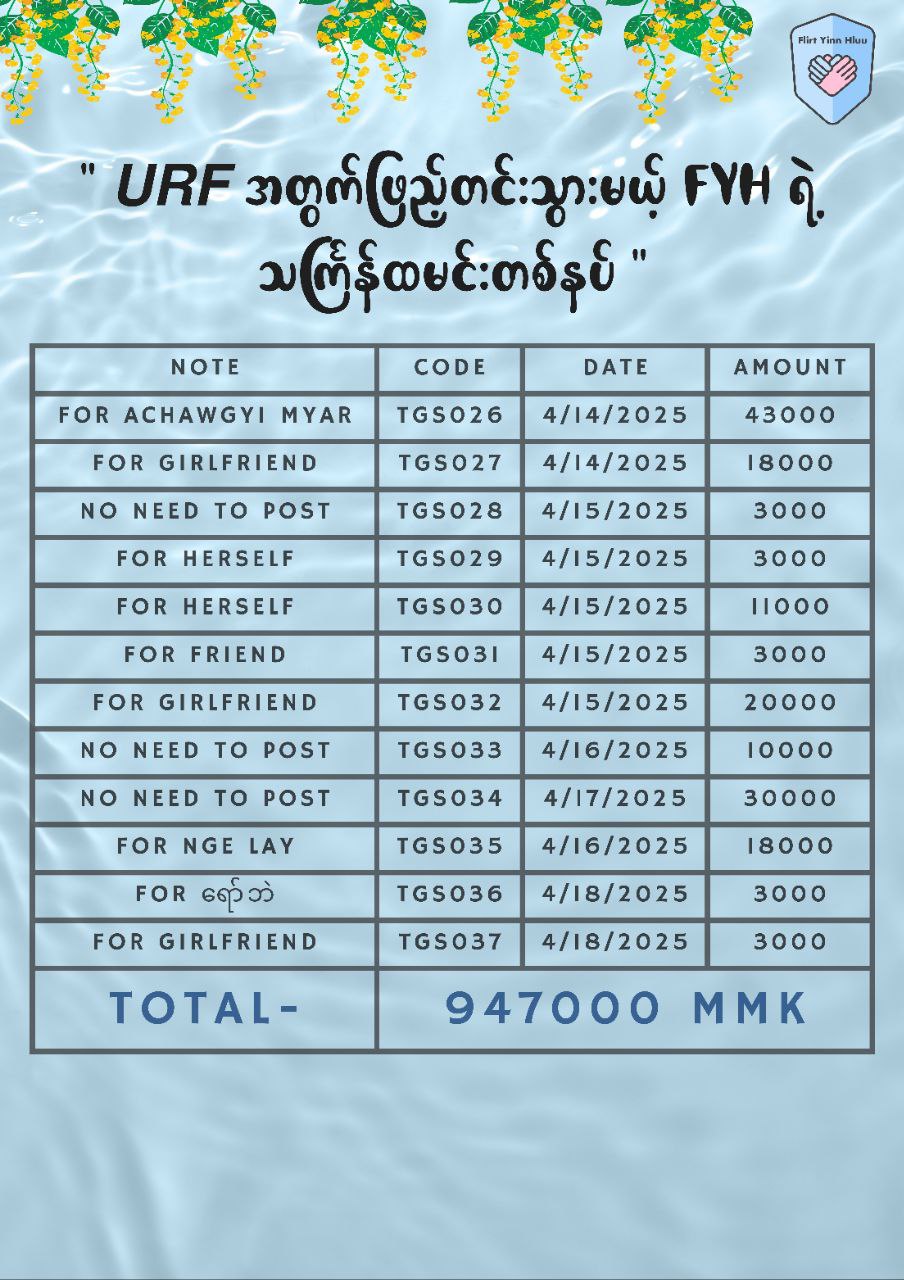 Flirt Yinn Hluu
" URF အတွက်ဖြည့်တင်းသွားမယ့် FYH ရဲ့
သင်္ကြန်ထမင်းတစ်နပ် "
NOTE CODE DATE AMOUNT
FOR ACHAWGYI MYAR TGS026 4/14/2025 43000
FOR GIRLFRIEND TGS027 4/14/2025 18000
NO NEED TO POST TGS028 4/15/2025 3000
FOR HERSELF TGS029 4/15/2025 3000
FOR HERSELF TGS030 4/15/2025 11000
FOR FRIEND TGS031 4/15/2025 3000
FOR GIRLFRIEND TGS032 4/15/2025 20000
NO NEED TO POST TGS033 4/16/2025 10000
NO NEED TO POST TGS034 4/17/2025 30000
FOR NGE LAY TGS035 4/16/2025 18000
FOR ရော်ဘဲ TGS036 4/18/2025 3000
FOR GIRLFRIEND TGS037 4/18/2025 3000
TOTAL- 947000 MMK